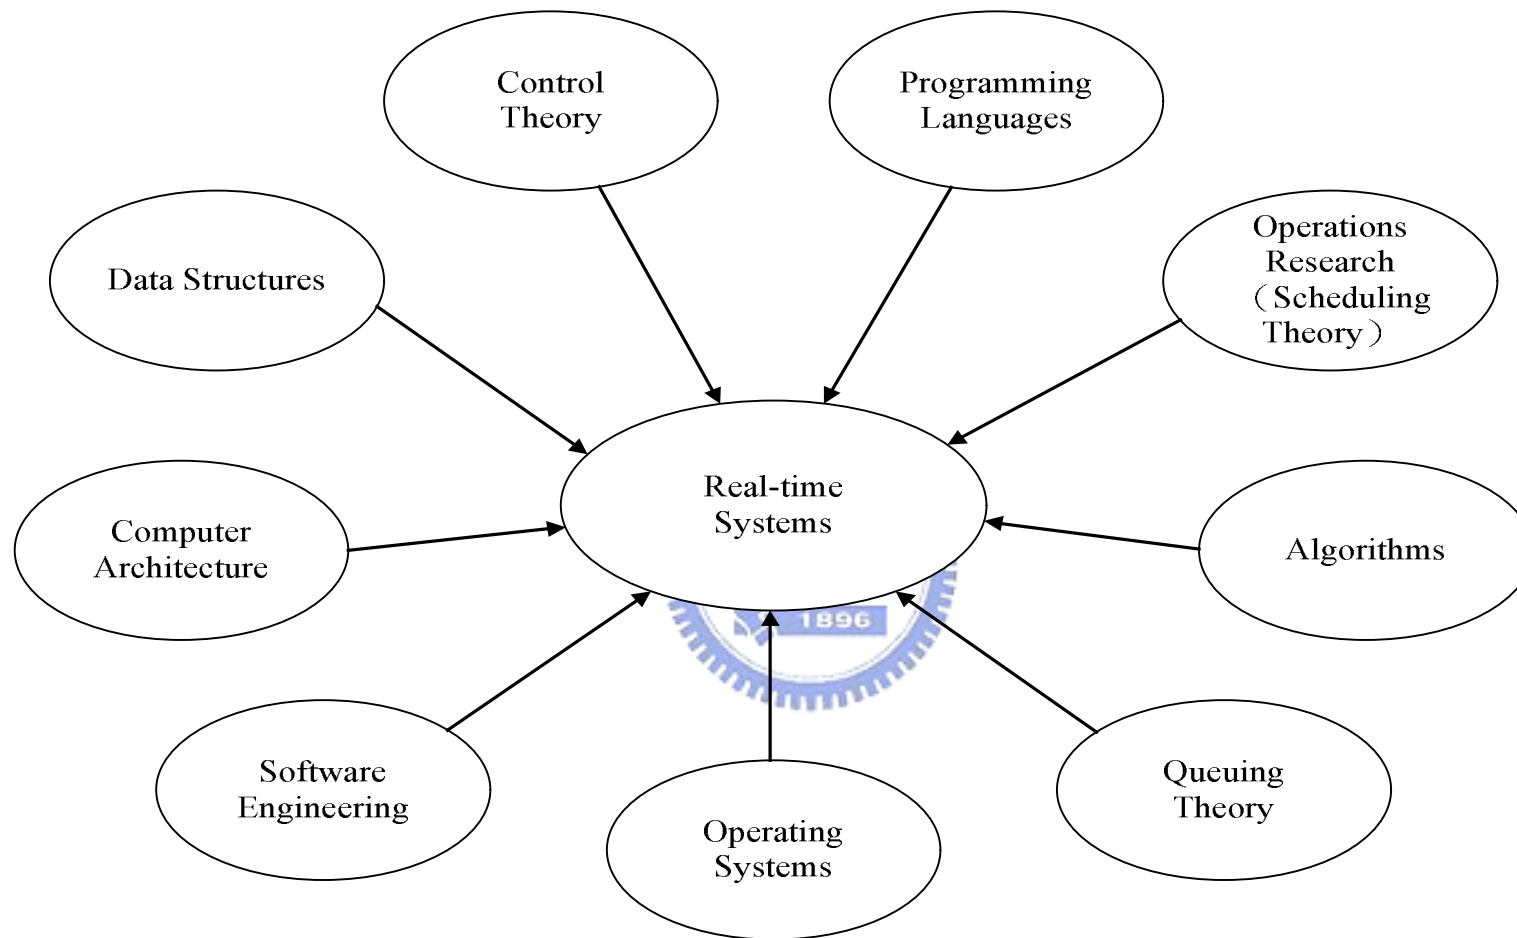 Control
Theory
Programming
Languages
Operations
Research
（Scheduling
Theory）
Data Structures
Real-time
Systems
Computer
Architecture
Algorithms
1896
Software
Engineering
Operating
Systems
Queuing
Theory